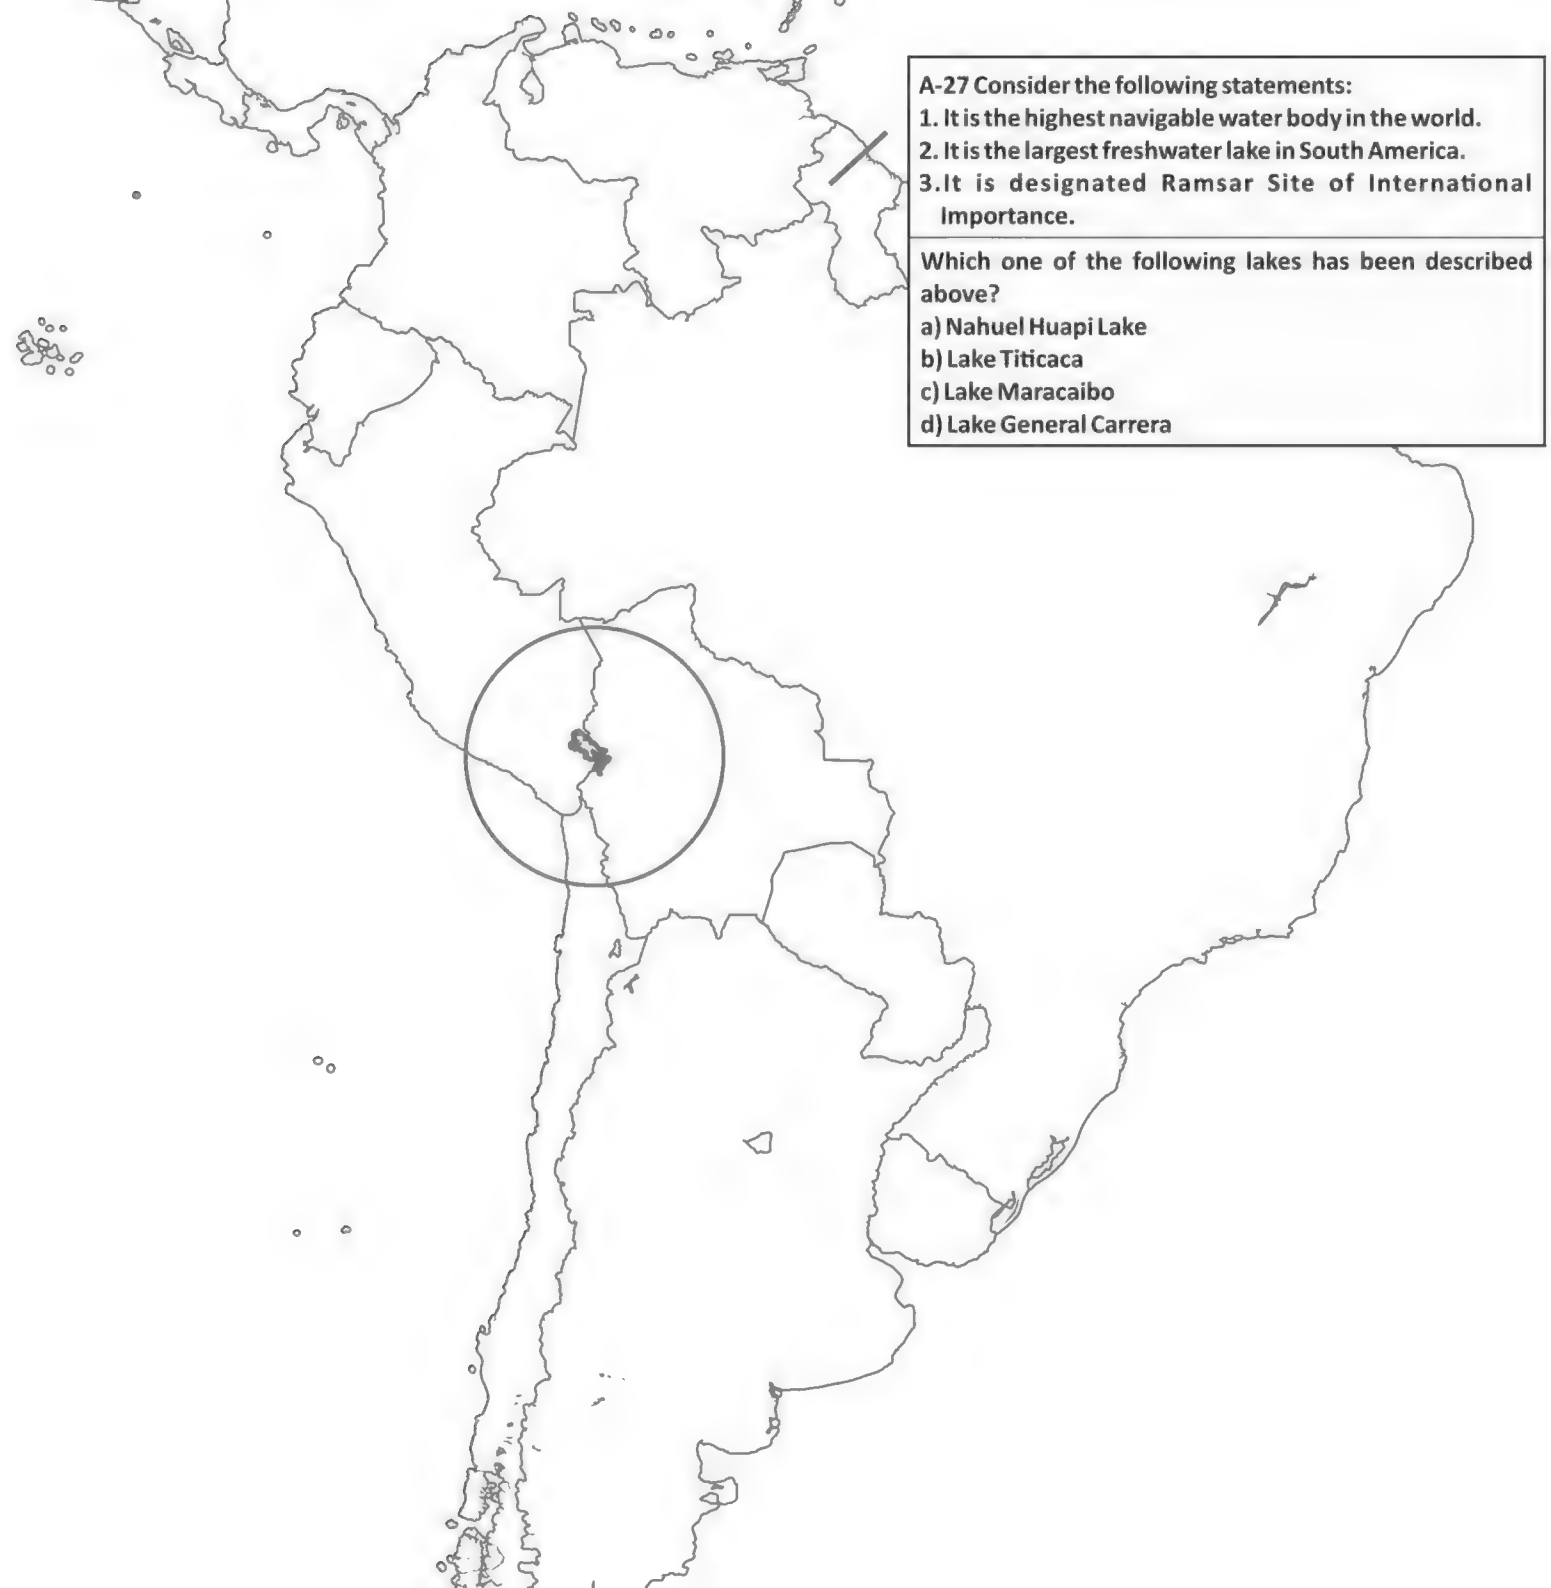 A-27 Consider the following statements:
1. It is the highest navigable water body in the world.
2. It is the largest freshwater lake in South America.
3.It is designated Ramsar Site of International
Importance.
Which one of the following lakes has been described
above?
a) Nahuel Huapi Lake
b) Lake Titicaca
c) Lake Maracaibo
d) Lake General Carrera